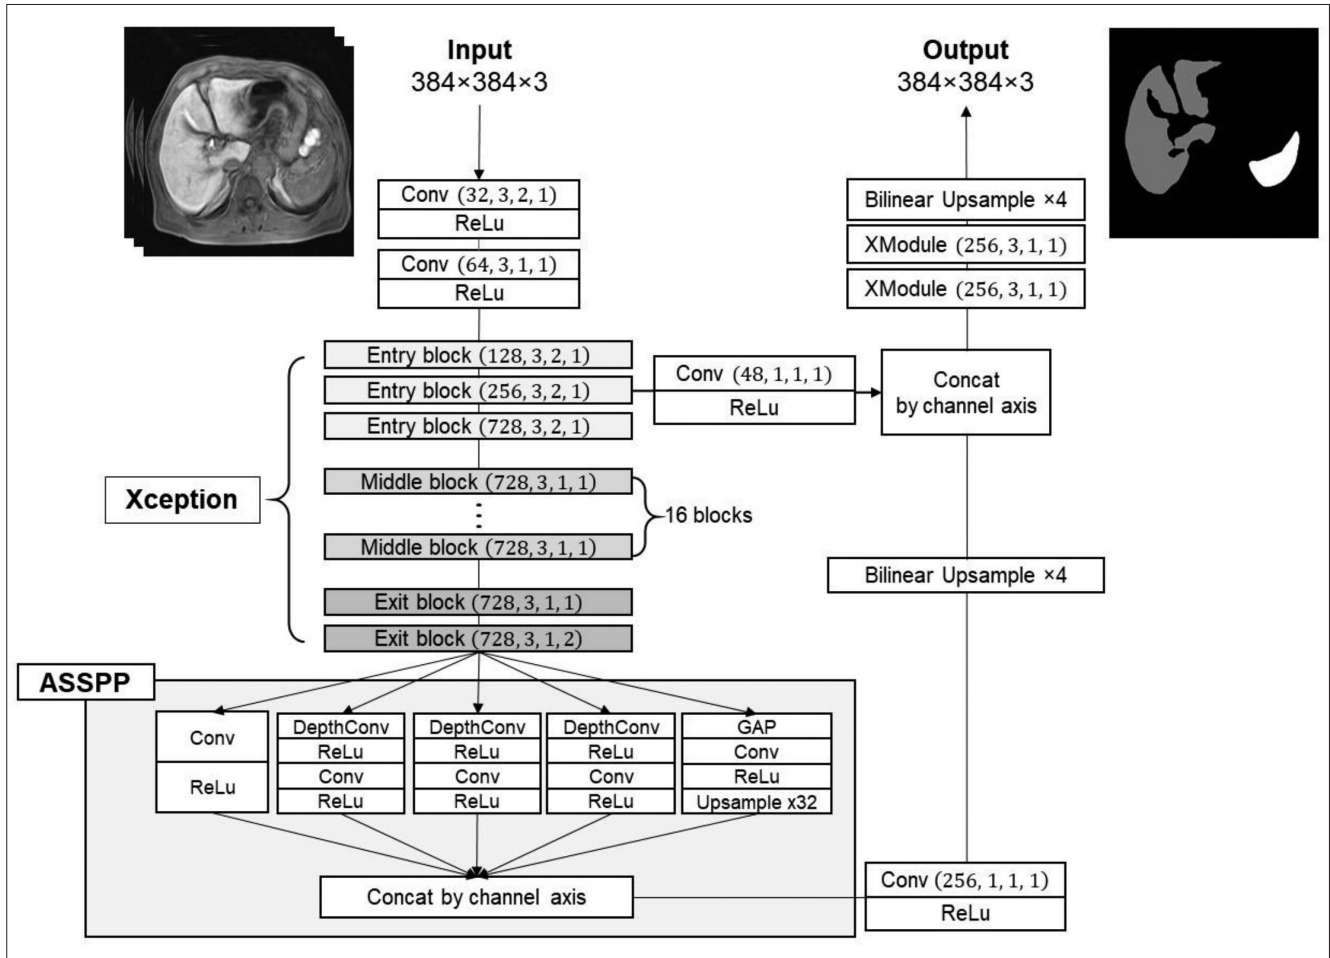 Input
384×384×3
Output
384×384×3
Conv (32, 3, 2, 1)
ReLu
Conv (64, 3, 1, 1)
ReLu
Bilinear Upsample ×4
XModule (256, 3, 1, 1)
XModule (256, 3, 1, 1)
Entry block (128, 3, 2, 1)
Entry block (256, 3, 2, 1)
Entry block (728, 3, 2, 1)
Conv (48, 1, 1, 1)
ReLu
Concat
by channel axis
Xception
Middle block (728, 3, 1, 1)
⋮
Middle block (728, 3, 1, 1)
16 blocks
Exit block (728, 3, 1, 1)
Exit block (728, 3, 1, 2)
Bilinear Upsample ×4
ASSPP
Conv
ReLu
DepthConv
ReLu
Conv
ReLu
DepthConv
ReLu
Conv
ReLu
DepthConv
ReLu
Conv
ReLu
GAP
Conv
ReLu
Upsample x32
Concat by channel axis
Conv (256, 1, 1, 1)
ReLu